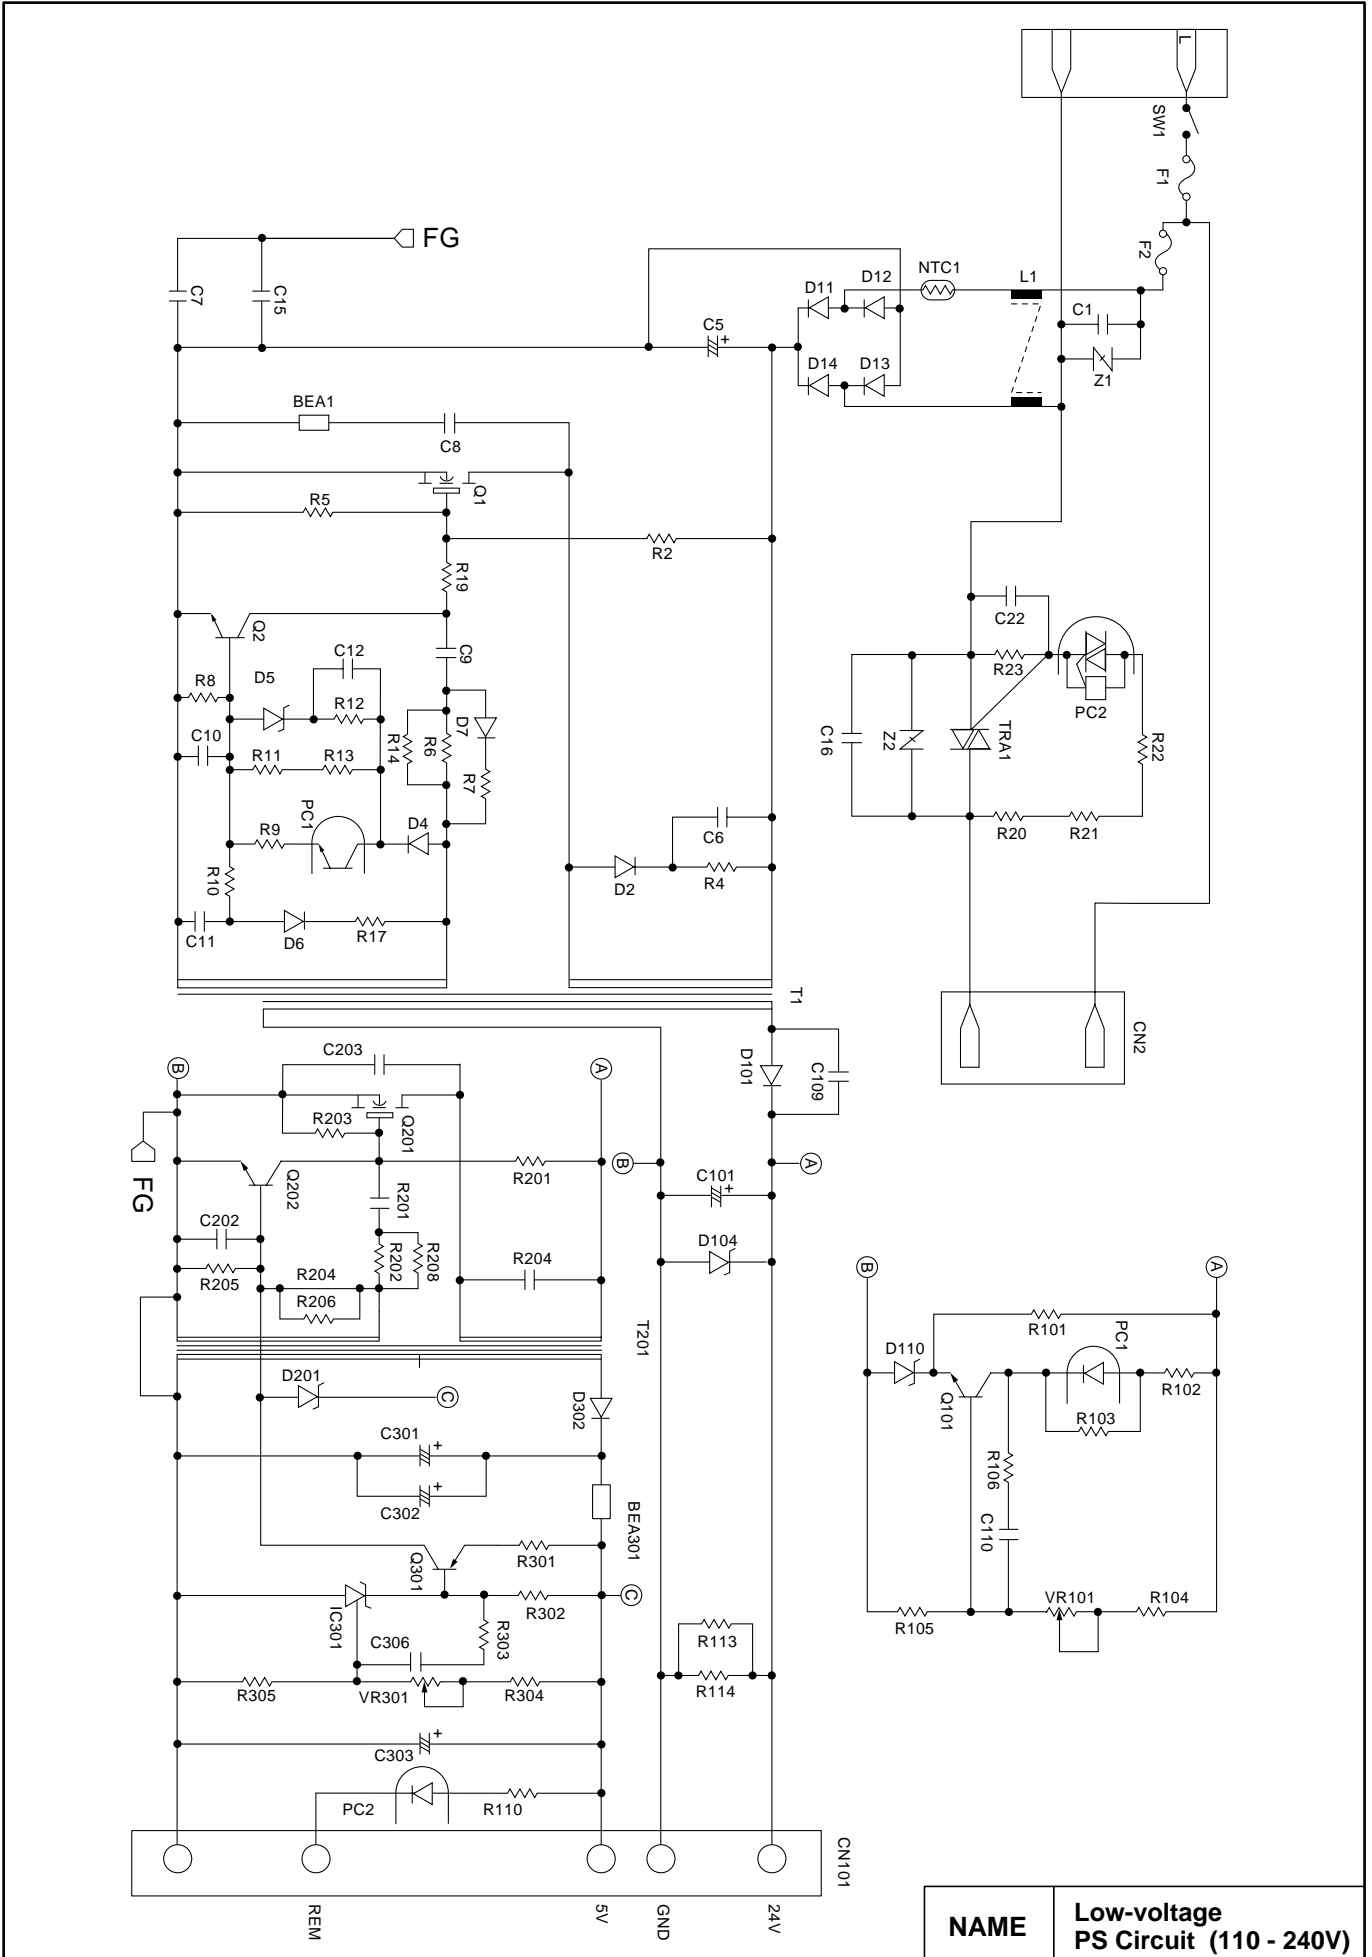 L
SW1
F1
F2
FG
NTC1
L1
D11
D12
C1
C7
C15
C5
+
D14
D13
Z1
BEA1
C8
Q1
R5
R2
R19
C22
Q2
C9
C12
R23
D5
R8
R12
D7
PC2
C10
R14
R6
C16
Z2
TRA1
R22
R11
R13
R7
PC1
R9
D4
C6
R20
R21
R10
D2
R4
C11
D6
R17
T1
CN2
C203
D101
C109
B
A
R203
Q201
FG
Q202
R201
B
C101
+
A
R201
C202
D104
R205
R204
R206
R202
R208
R204
B
A
T201
R101
D110
PC1
R102
Q101
R103
D201
C
D302
C301
+
C302
+
R106
BEA301
C110
Q301
R301
IC301
R302
C
R303
C306
R113
R114
R105
VR101
R104
R305
VR301
R304
C303
+
PC2
R110
CN101
REM
5V
GND
24V
NAME
Low-voltage
PS Circuit (110 - 240V)